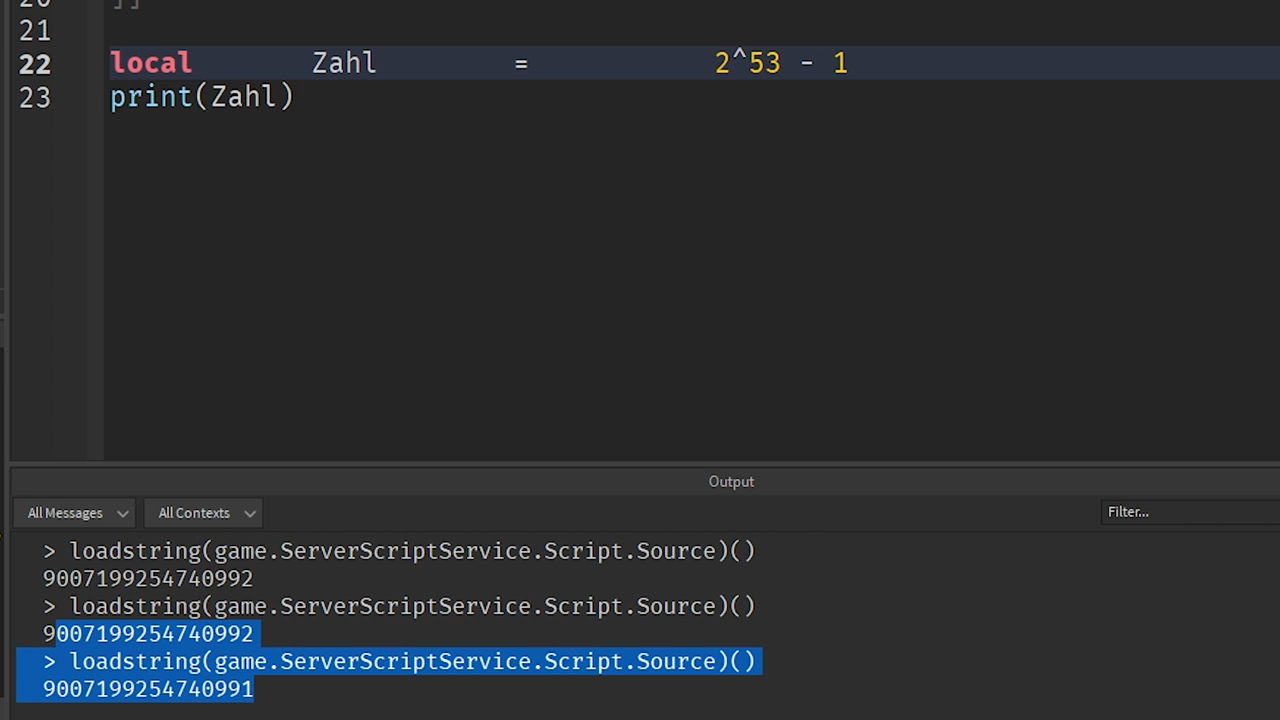 20 ]]
21
22 local Zahl = 2^53 - 1
23 print(Zahl)
Output
All Messages All Contexts Filter...
> loadstring(game.ServerScriptService.Script.Source)()
9007199254740992
> loadstring(game.ServerScriptService.Script.Source)()
9007199254740992
> loadstring(game.ServerScriptService.Script.Source)()
9007199254740991